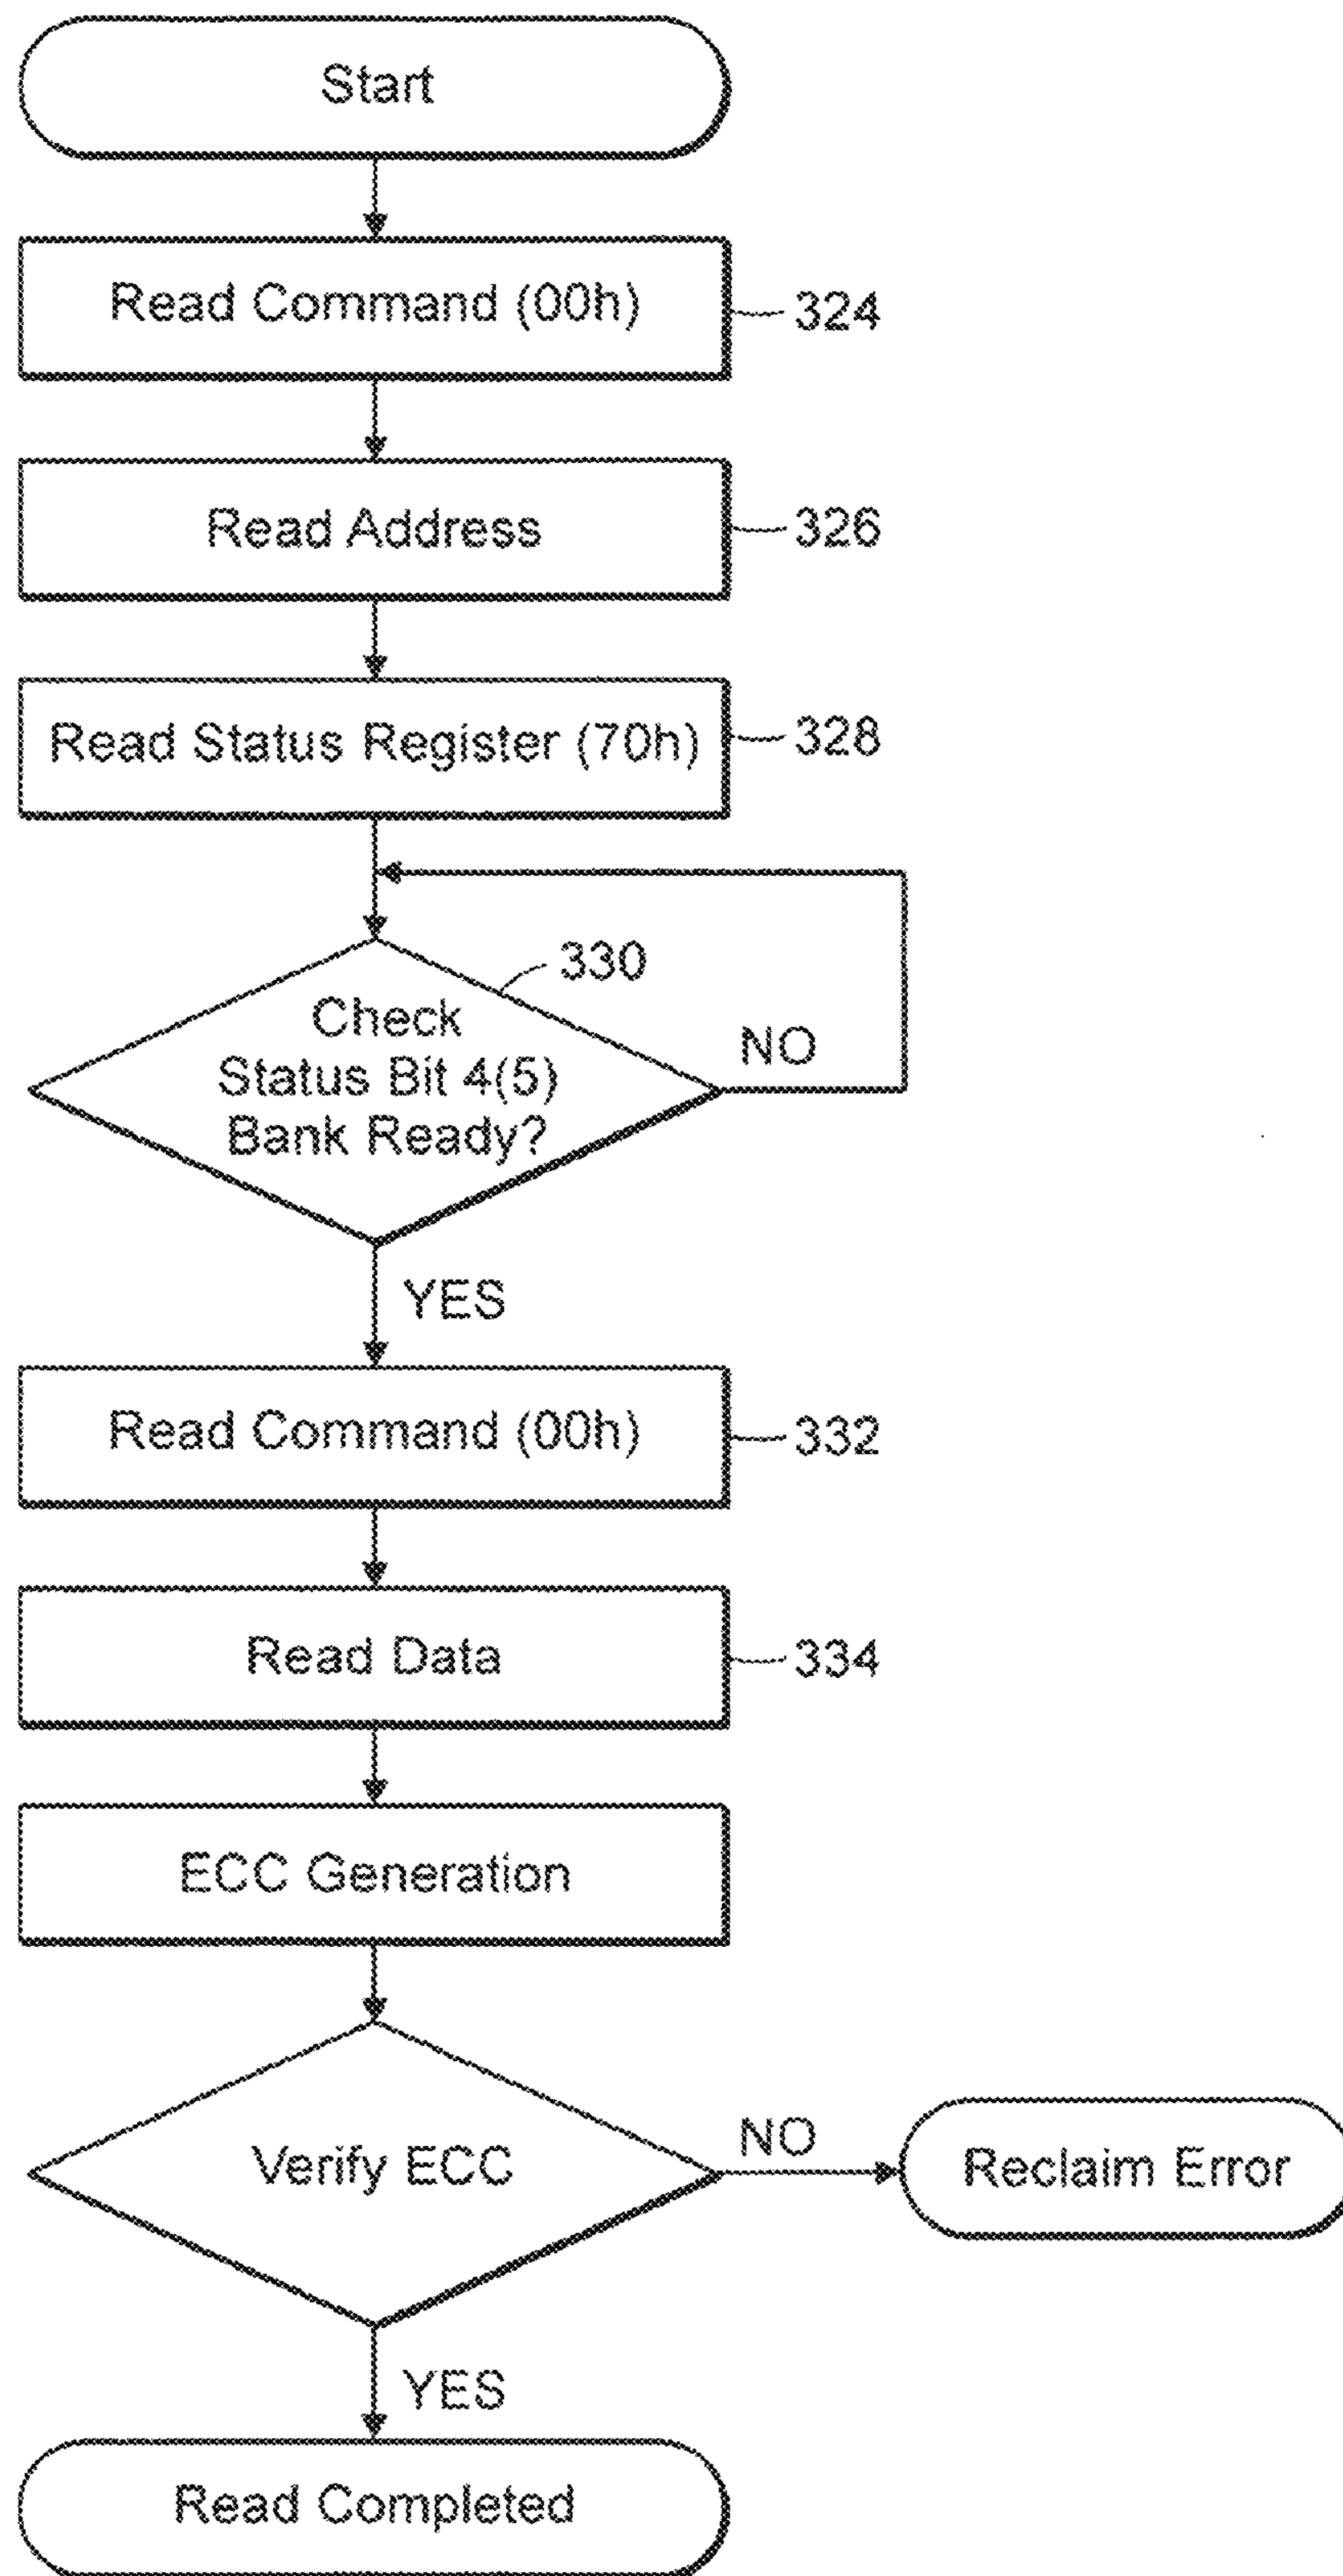 Start
Read Command (00h)
324
Read Address
326
Read Status Register (70h)
328
330
Check
Status Bit 4(5)
Bank Ready?
NO
YES
Read Command (00h)
332
Read Data
334
ECC Generation
Verify ECC
NO
Reclaim Error
YES
Read Completed